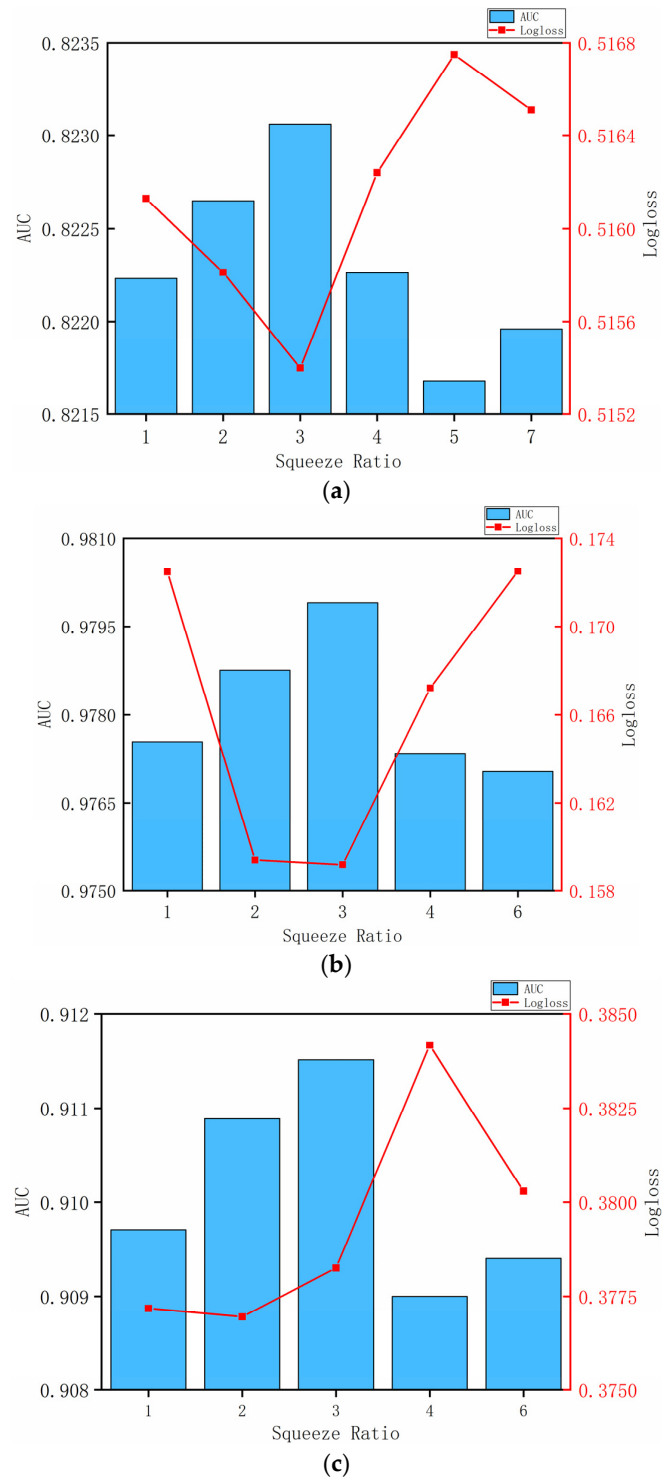 AUC
Logloss
0.8235
0.8230
0.8225
0.8220
0.8215
AUC
0.5168
0.5164
0.5160
0.5156
0.5152
Logloss
1 2 3 4 5 7
Squeeze Ratio
(a)
AUC
Logloss
0.9810
0.9795
0.9780
0.9765
0.9750
AUC
0.174
0.170
0.166
0.162
0.158
Logloss
1 2 3 4 6
Squeeze Ratio
(b)
AUC
Logloss
0.912
0.911
0.910
0.909
0.908
AUC
0.3850
0.3825
0.3800
0.3775
0.3750
Logloss
1 2 3 4 6
Squeeze Ratio
(c)